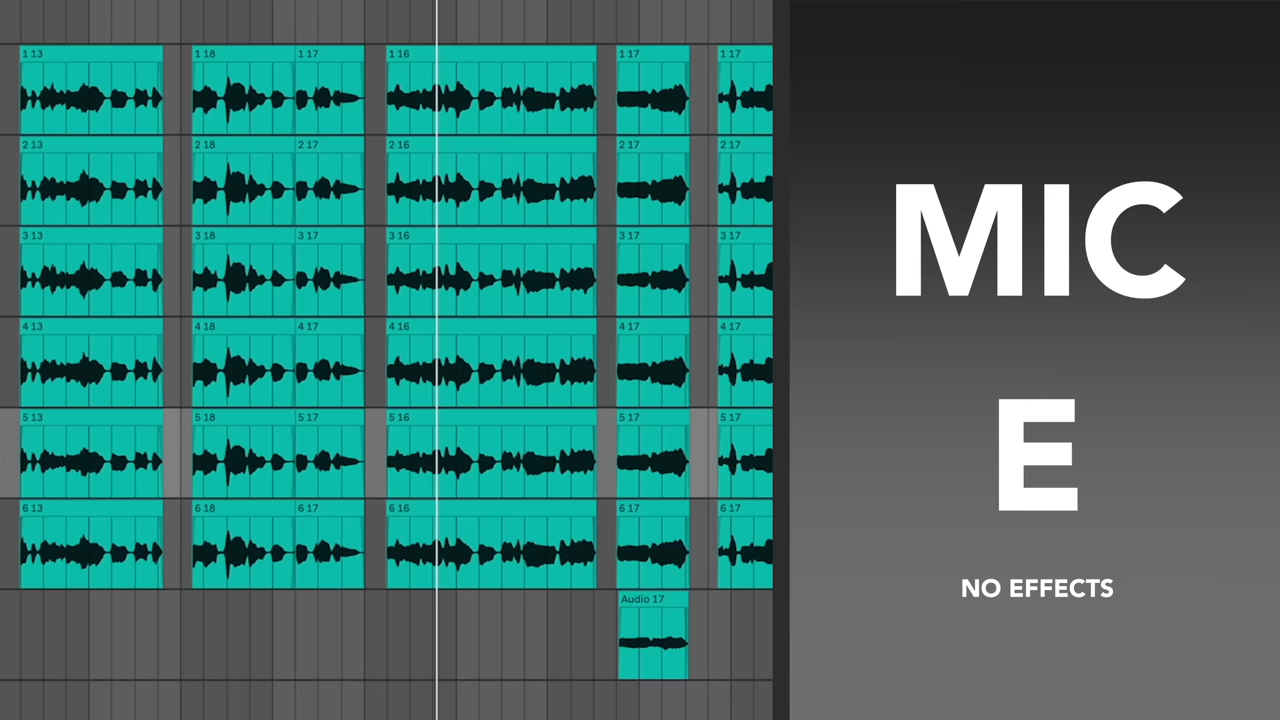 1 13 1 18 1 17 1 16 1 17 1 17
2 13 2 18 2 17 2 16 2 17 2 17
3 13 3 18 3 17 3 16 3 17 3 17
4 13 4 18 4 17 4 16 4 17 4 17
5 13 5 18 5 17 5 16 5 17 5 17
6 13 6 18 6 17 6 16 6 17 6 17
Audio 17
MIC
E
NO EFFECTS